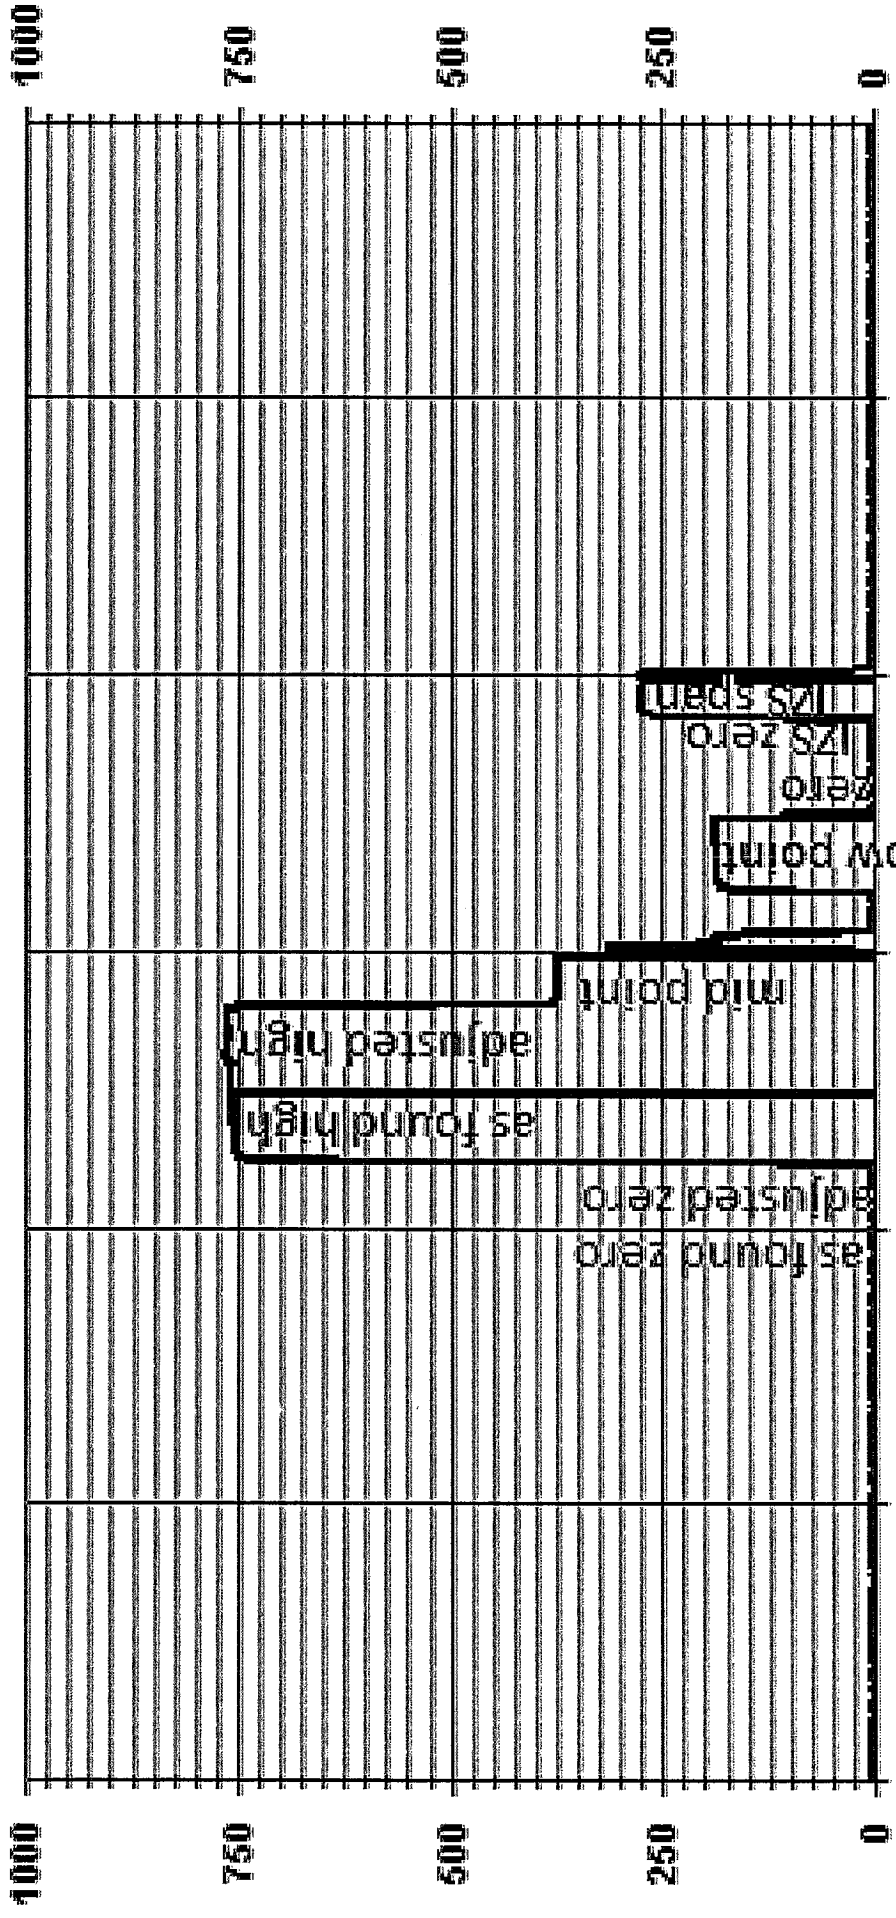 1000
750
500
250
0
as found zero
adjusted zero
as found high
adjusted high
mid point
ow point
zero
IZS zero
IZS span
1000
750
500
250
0